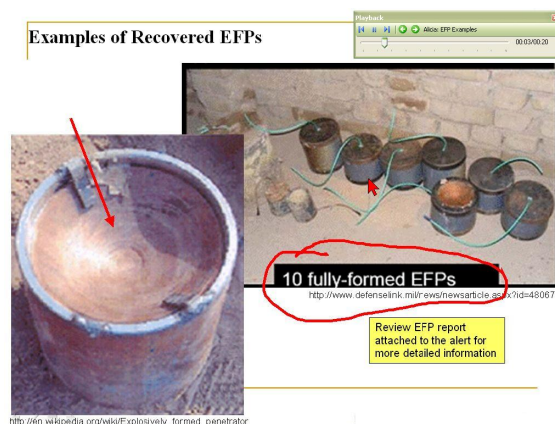 Examples of Recovered EFPs
Playback
Alicia: EFP Examples
00:03/00:20
10 fully-formed EFPs
http://www.defenselink.mil/news/newsarticle.aspx?id=48067
Review EFP report
attached to the alert for
more detailed information
http://en.wikipedia.org/wiki/Explosively_formed_penetrator